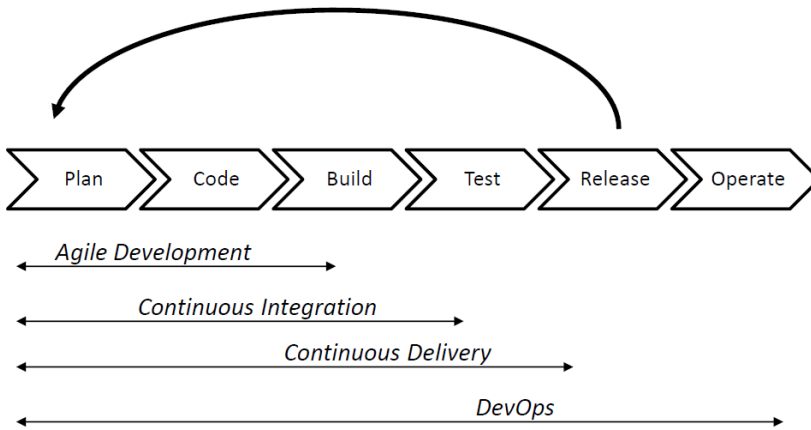 Plan Code Build Test Release Operate
Agile Development
Continuous Integration
Continuous Delivery
DevOps